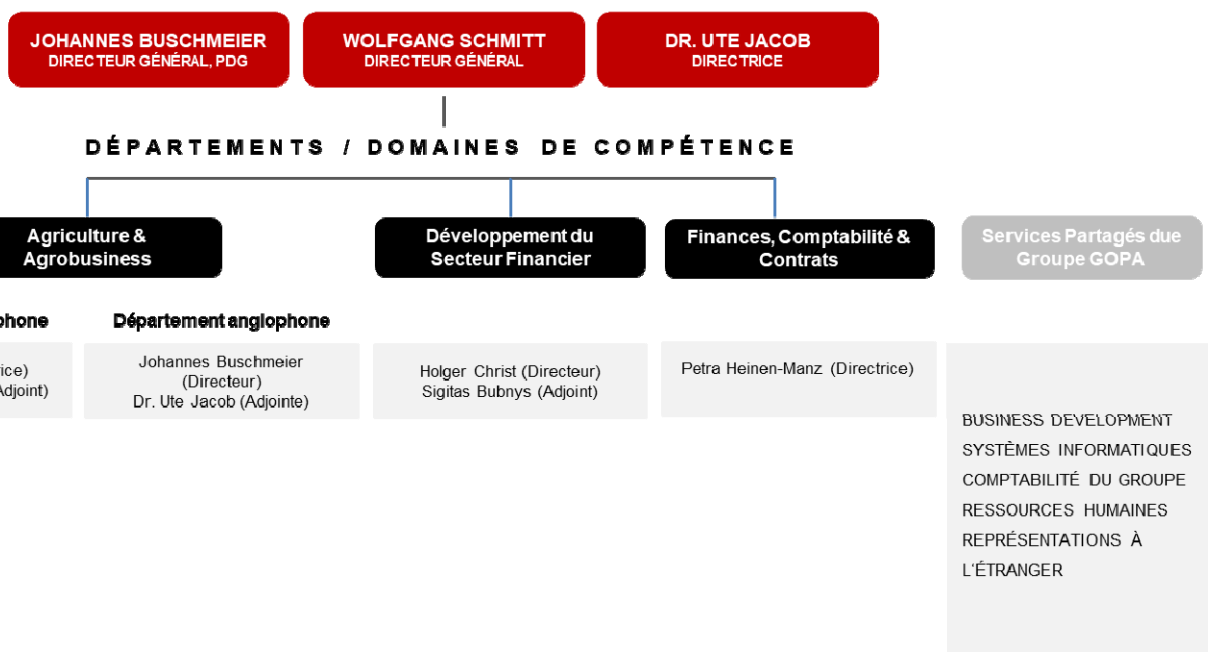 JOHANNES BUSCHMEIER
DIRECTEUR GÉNÉRAL, PDG
WOLFGANG SCHMITT
DIRECTEUR GÉNÉRAL
DR. UTE JACOB
DIRECTRICE
DÉPARTEMENTS / DOMAINES DE COMPÉTENCE
Agriculture &
Agrobusiness
Développement du
Secteur Financier
Finances, Comptabilité &
Contrats
Services Partagés due
Groupe GOPA
phone
Département anglophone
rice)
Adjoint)
Johannes Buschmeier
(Directeur)
Dr. Ute Jacob (Adjointe)
Holger Christ (Directeur)
Sigitas Bubnys (Adjoint)
Petra Heinen-Manz (Directrice)
BUSINESS DEVELOPMENT
SYSTÈMES INFORMATIQUES
COMPTABILITÉ DU GROUPE
RESSOURCES HUMAINES
REPRÉSENTATIONS À
L'ÉTRANGER